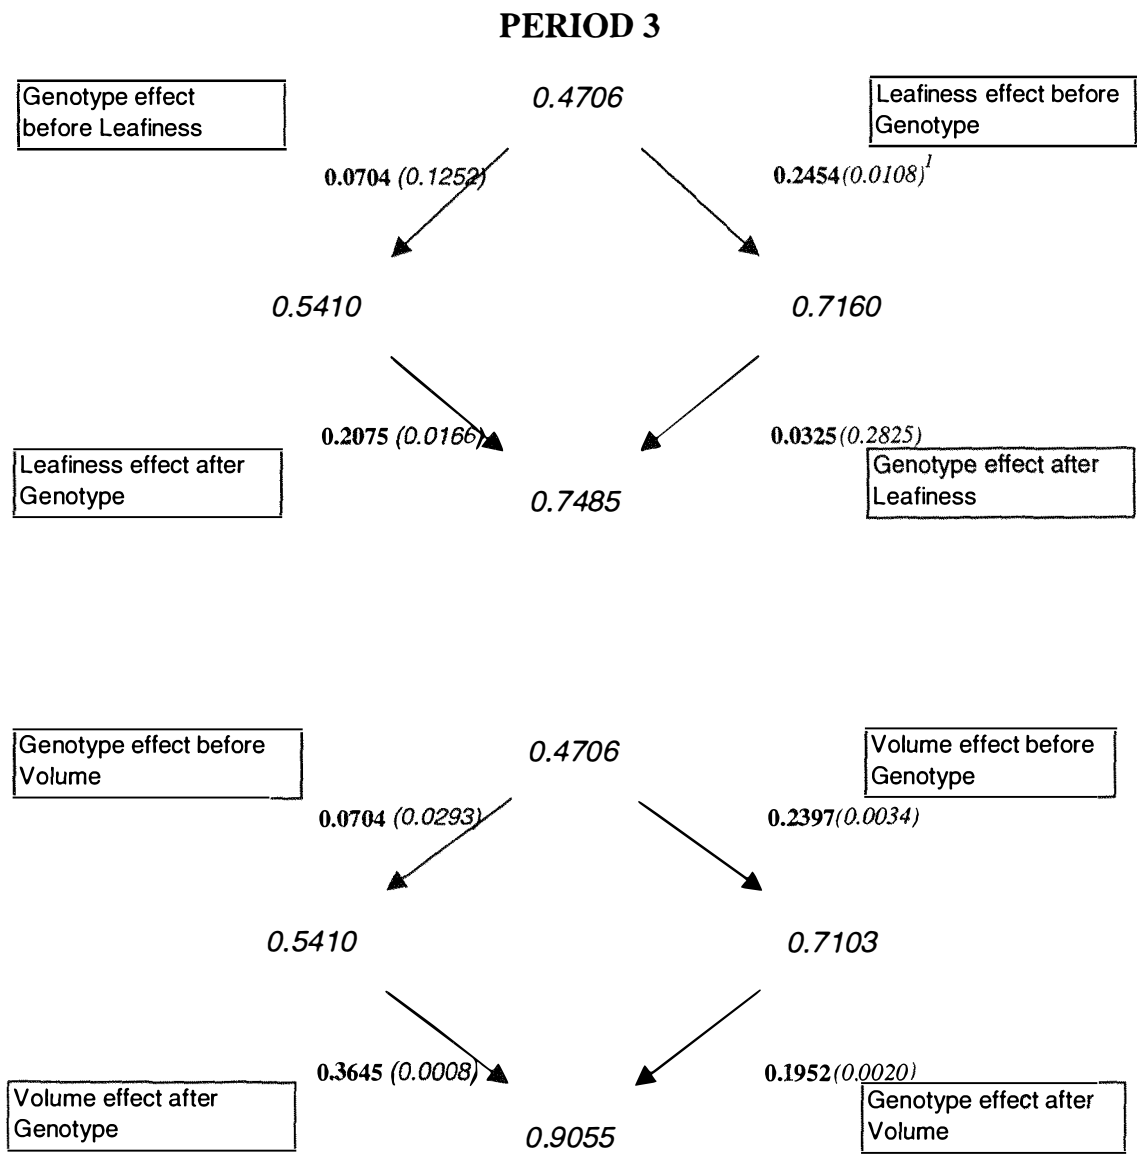 PERIOD 3
Genotype effect
before Leafiness
0.4706
Leafiness effect before
Genotype
0.0704 (0.1252)
0.2454(0.0108)1
0.5410
0.7160
0.2075 (0.0166)
0.0325(0.2825)
Leafiness effect after
Genotype
0.7485
Genotype effect after
Leafiness
Genotype effect before
Volume
0.4706
Volume effect before
Genotype
0.0704 (0.0293)
0.2397(0.0034)
0.5410
0.7103
0.3645 (0.0008)
0.1952(0.0020)
Volume effect after
Genotype
0.9055
Genotype effect after
Volume